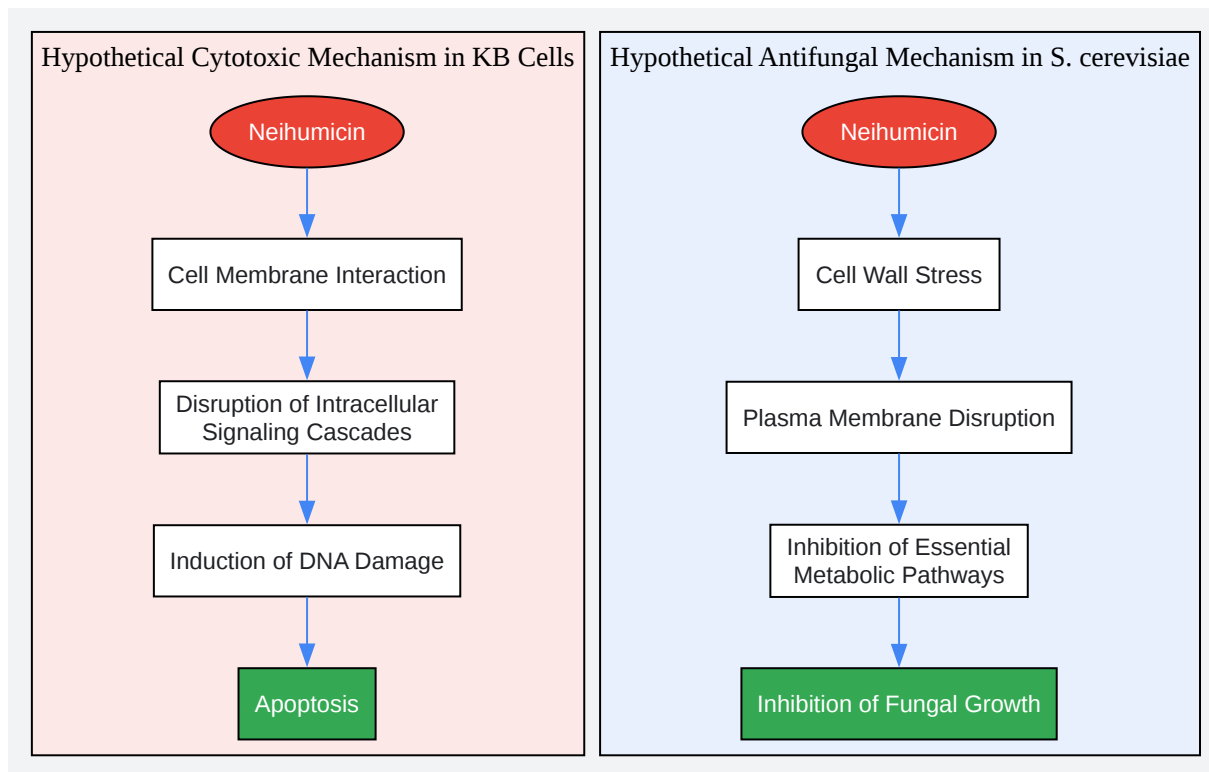 Hypothetical Cytotoxic Mechanism in KB Cells
Neihumicin
Cell Membrane Interaction
Disruption of Intracellular
Signaling Cascades
Induction of DNA Damage
Apoptosis
Hypothetical Antifungal Mechanism in S. cerevisiae
Neihumicin
Cell Wall Stress
Plasma Membrane Disruption
Inhibition of Essential
Metabolic Pathways
Inhibition of Fungal Growth